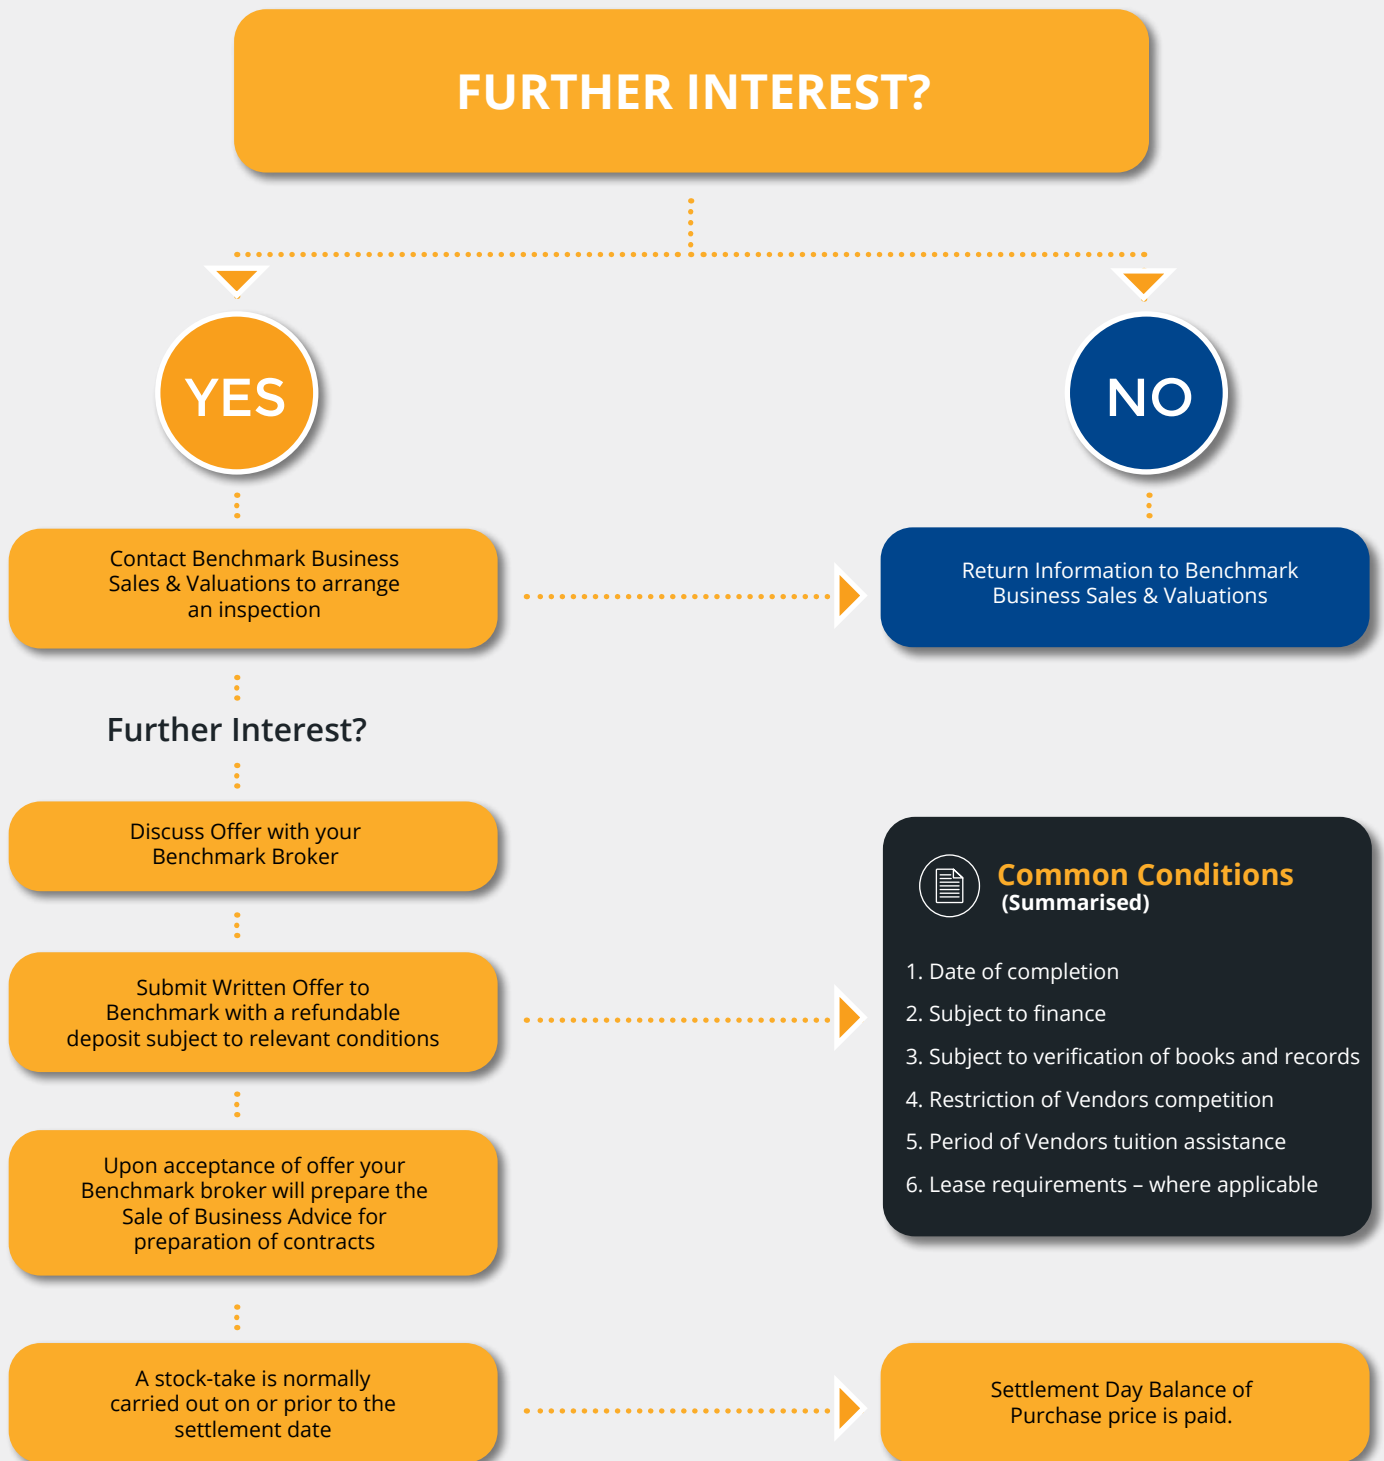 FURTHER INTEREST?
YES
NO
Contact Benchmark Business
Sales & Valuations to arrange
an inspection
Return Information to Benchmark
Business Sales & Valuations
Further Interest?
Discuss Offer with your
Benchmark Broker
Submit Written Offer to
Benchmark with a refundable
deposit subject to relevant conditions
Common Conditions
(Summarised)
1. Date of completion
2. Subject to finance
3. Subject to verification of books and records
4. Restriction of Vendors competition
5. Period of Vendors tuition assistance
6. Lease requirements – where applicable
Upon acceptance of offer your
Benchmark broker will prepare the
Sale of Business Advice for
preparation of contracts
A stock-take is normally
carried out on or prior to the
settlement date
Settlement Day Balance of
Purchase price is paid.